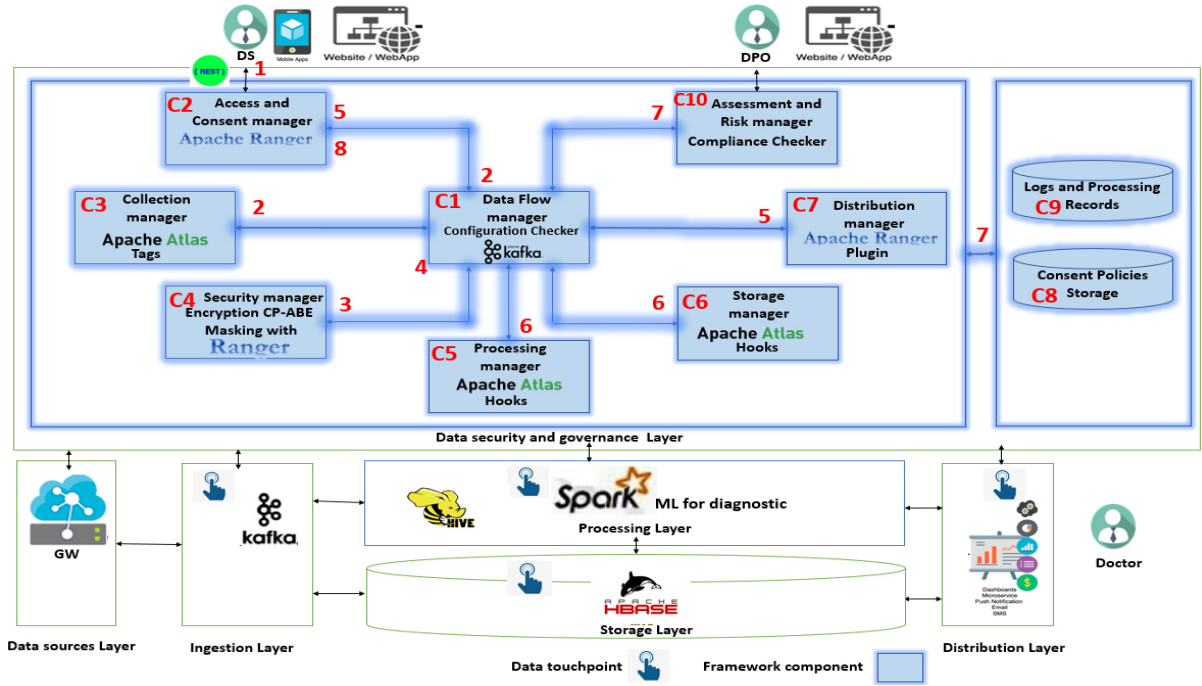 DS
Mobile Apps
Website / WebApp
DPO
Website / WebApp
{ REST }
1
C2
Access and
Consent manager
Apache Ranger
5
8
7
C10
Assessment and
Risk manager
Compliance Checker
C3
Collection
manager
Apache Atlas
Tags
2
2
C1
Data Flow
manager
Configuration Checker
kafka
4
5
C7
Distribution
manager
Apache Ranger
Plugin
7
Logs and Processing
C9
Records
Consent Policies
C8
Storage
C4
Security manager
Encryption CP-ABE
Masking with
Ranger
3
6
C5
Processing
manager
Apache Atlas
Hooks
6
C6
Storage
manager
Apache Atlas
Hooks
Data security and governance Layer
GW
kafka
HIVE
Spark
ML for diagnostic
Processing Layer
APACHE
HBASE
Storage Layer
Dashboards
Microservice
Push Notification
Email
SMS
Doctor
Data sources Layer
Ingestion Layer
Distribution Layer
Data touchpoint
Framework component